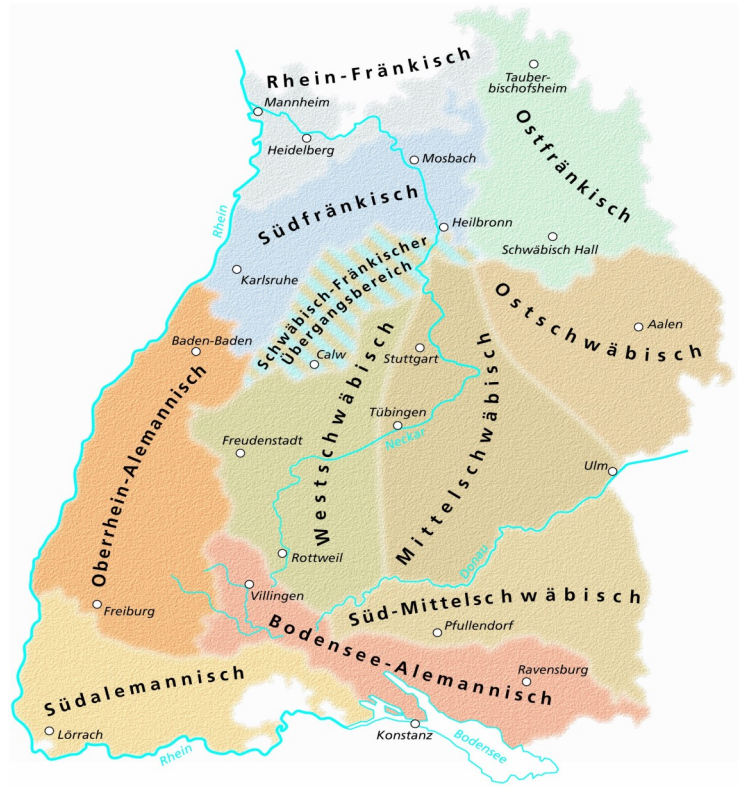 Rhein-Fränkisch
Tauber-
bischofsheim
Mannheim
Ostfränkisch
Heidelberg
Mosbach
Südfränkisch
Rhein
Heilbronn
Schwäbisch Hall
Schwäbisch-Fränkischer
Übergangsbereich
Karlsruhe
Ostschwäbisch
Aalen
Baden-Baden
Calw
Stuttgart
Oberrhein-Alemannisch
Westschwäbisch
Mittelschwäbisch
Tübingen
Neckar
Freudenstadt
Ulm
Rottweil
Donau
Villingen
Freiburg
Süd-Mittelschwäbisch
Pfullendorf
Bodensee-Alemannisch
Ravensburg
Südalemannisch
Lörrach
Konstanz
Rhein
Bodensee